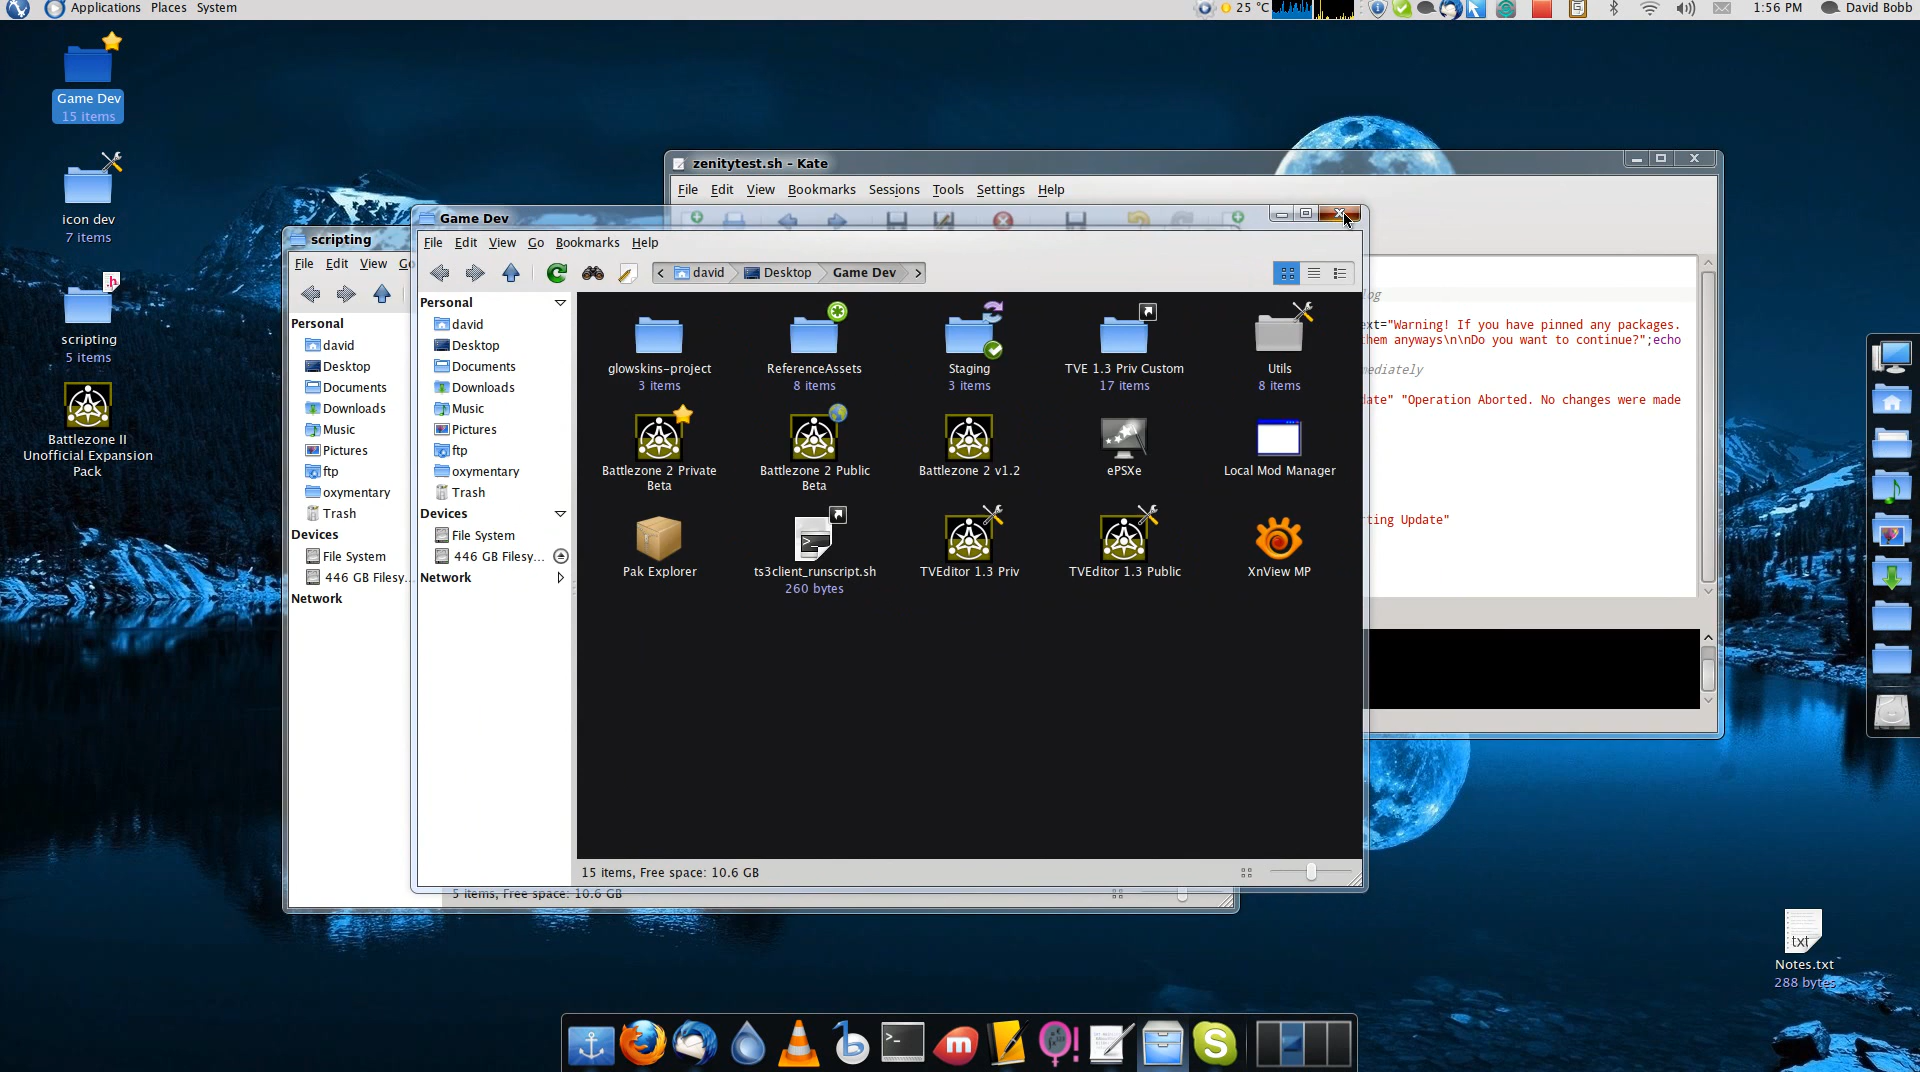 Applications Places System
25 °C
1:56 PM
David Bobb
Game Dev
15 items
icon dev
7 items
scripting
5 items
Battlezone II
Unofficial Expansion
Pack
zenitytest.sh - Kate
File Edit View Bookmarks Sessions Tools Settings Help
log
ext="Warning! If you have pinned any packages.
them anyways\n\nDo you want to continue?";echo
mediately
date" "Operation Aborted. No changes were made
rting Update"
scripting
File Edit View Go
Personal
david
Desktop
Documents
Downloads
Music
Pictures
ftp
oxymentary
Trash
Devices
File System
446 GB Filesy...
Network
5 items, Free space: 10.6 GB
Game Dev
File Edit View Go Bookmarks Help
david Desktop Game Dev
Personal
david
Desktop
Documents
Downloads
Music
Pictures
ftp
oxymentary
Trash
Devices
File System
446 GB Filesy...
Network
glowskins-project
3 items
ReferenceAssets
8 items
Staging
3 items
TVE 1.3 Priv Custom
17 items
Utils
8 items
Battlezone 2 Private
Beta
Battlezone 2 Public
Beta
Battlezone 2 v1.2
ePSXe
Local Mod Manager
Pak Explorer
ts3client_runscript.sh
260 bytes
TVEditor 1.3 Priv
TVEditor 1.3 Public
XnView MP
15 items, Free space: 10.6 GB
txt
Notes.txt
288 bytes